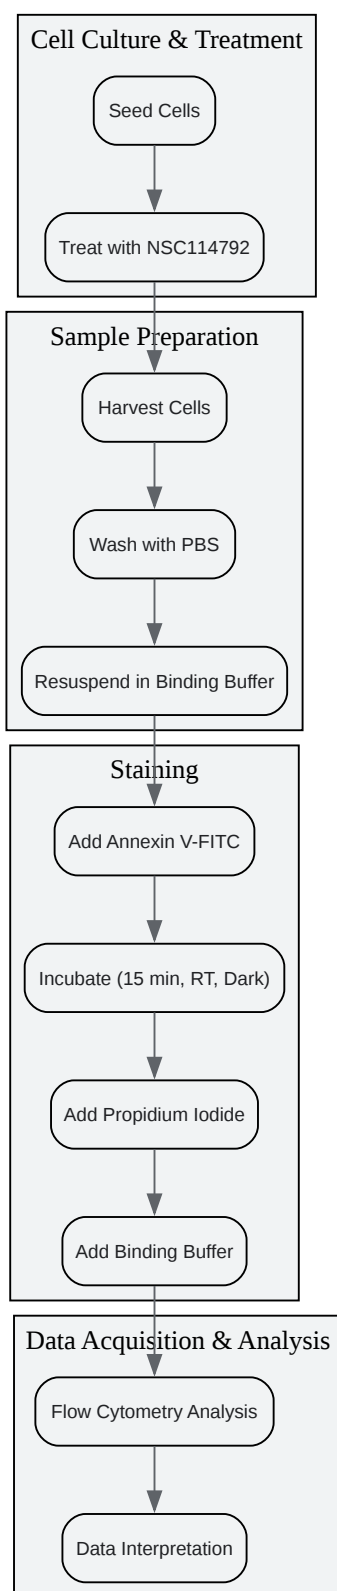 Cell Culture & Treatment
Seed Cells
Treat with NSC114792
Sample Preparation
Harvest Cells
Wash with PBS
Resuspend in Binding Buffer
Staining
Add Annexin V-FITC
Incubate (15 min, RT, Dark)
Add Propidium Iodide
Add Binding Buffer
Data Acquisition & Analysis
Flow Cytometry Analysis
Data Interpretation